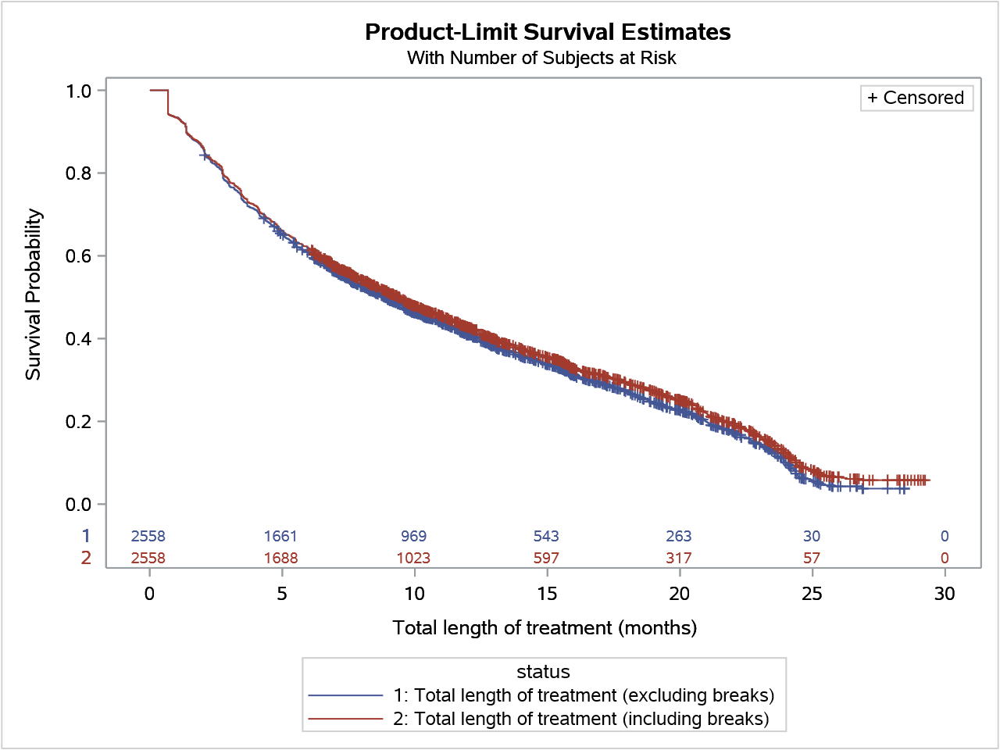 Product-Limit Survival Estimates
With Number of Subjects at Risk
+ Censored
Survival Probability
1.0
0.8
0.6
0.4
0.2
0.0
1 2558 1661 969 543 263 30 0
2 2558 1688 1023 597 317 57 0
0 5 10 15 20 25 30
Total length of treatment (months)
status
1: Total length of treatment (excluding breaks)
2: Total length of treatment (including breaks)